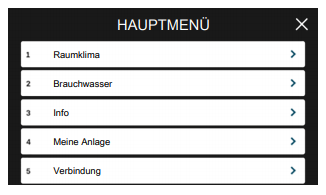 HAUPTMENÜ
1 Raumklima
2 Brauchwasser
3 Info
4 Meine Anlage
5 Verbindung